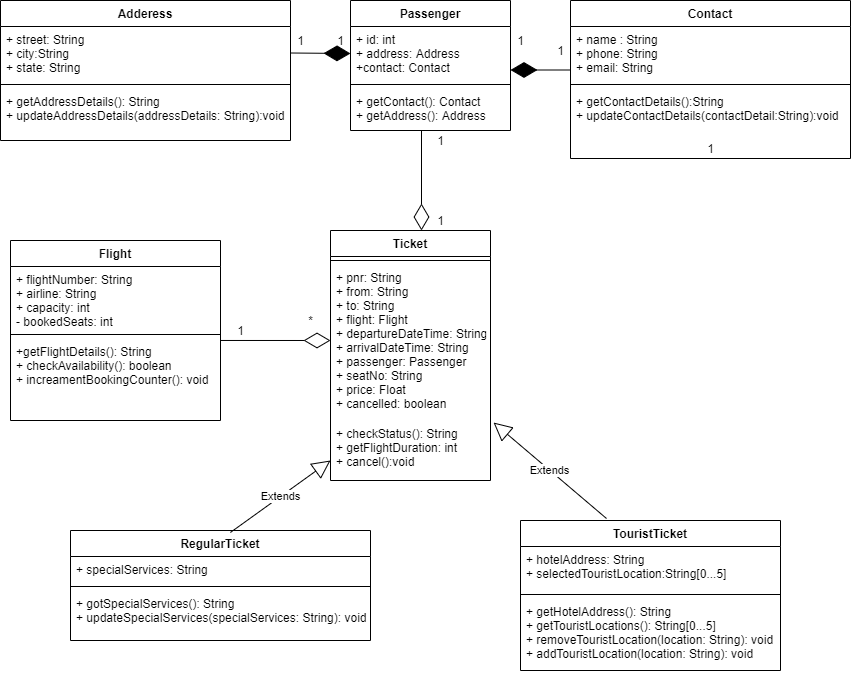 Adderess
+ street: String
+ city:String
+ state: String
+ getAddressDetails(): String
+ updateAddressDetails(addressDetails: String):void
1
1
Passenger
+ id: int
+ address: Address
+contact: Contact
+ getContact(): Contact
+ getAddress(): Address
1
1
Contact
+ name : String
+ phone: String
+ email: String
+ getContactDetails():String
+ updateContactDetails(contactDetail:String):void
1
1
1
Flight
+ flightNumber: String
+ airline: String
+ capacity: int
- bookedSeats: int
+getFlightDetails(): String
+ checkAvailability(): boolean
+ increamentBookingCounter(): void
1
*
Ticket
+ pnr: String
+ from: String
+ to: String
+ flight: Flight
+ departureDateTime: String
+ arrivalDateTime: String
+ passenger: Passenger
+ seatNo: String
+ price: Float
+ cancelled: boolean
+ checkStatus(): String
+ getFlightDuration: int
+ cancel():void
Extends
Extends
RegularTicket
+ specialServices: String
+ gotSpecialServices(): String
+ updateSpecialServices(specialServices: String): void
TouristTicket
+ hotelAddress: String
+ selectedTouristLocation:String[0...5]
+ getHotelAddress(): String
+ getTouristLocations(): String[0...5]
+ removeTouristLocation(location: String): void
+ addTouristLocation(location: String): void